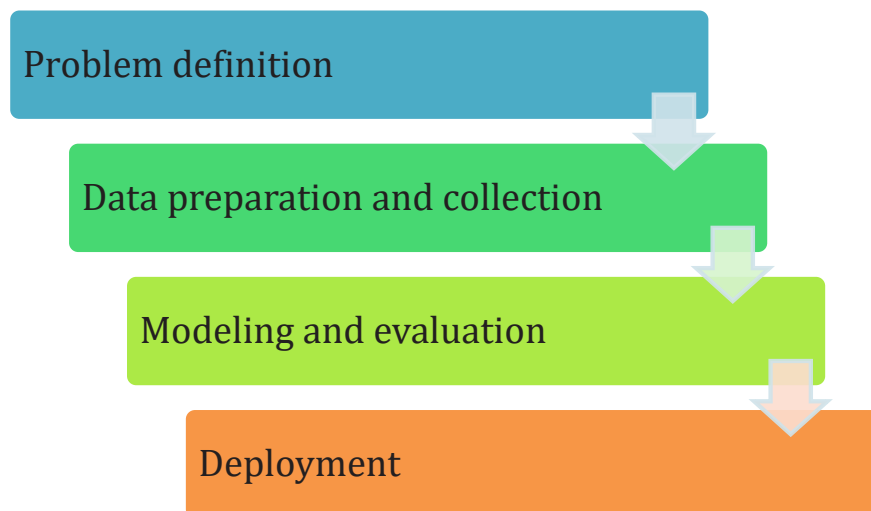 Problem definition
Data preparation and collection
Modeling and evaluation
Deployment